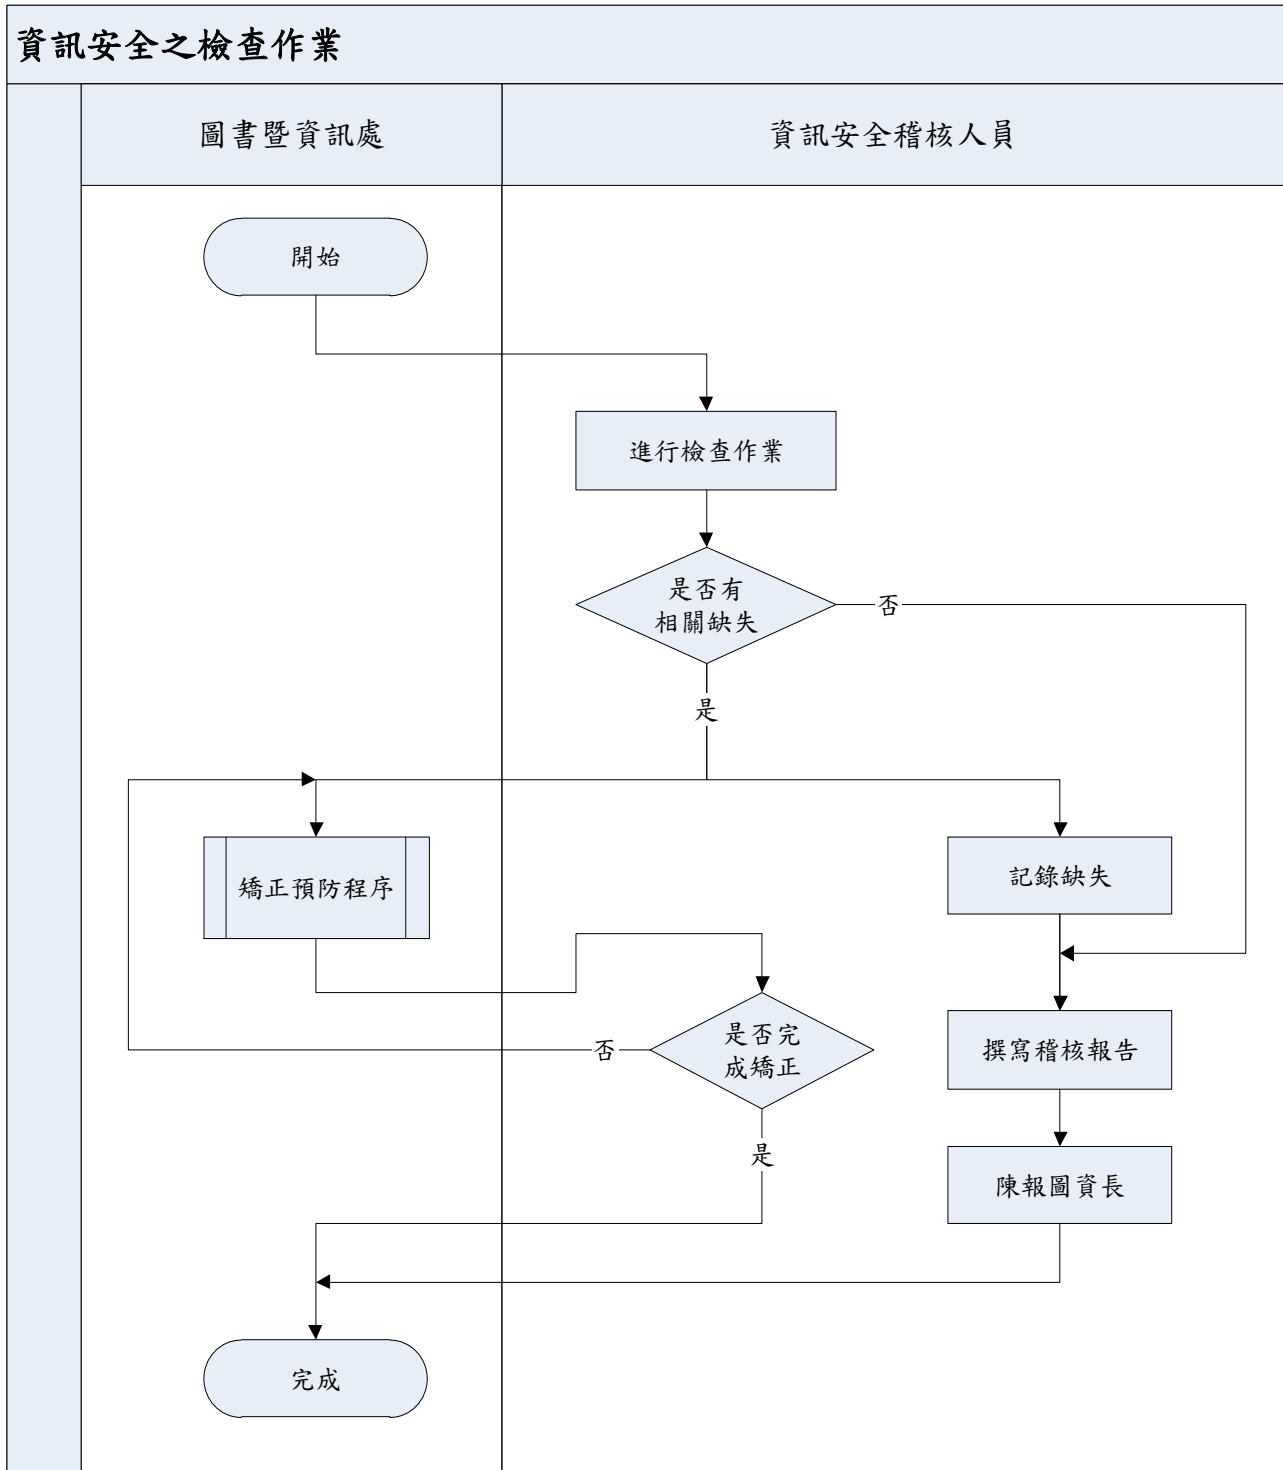 資訊安全之檢查作業
圖書暨資訊處
資訊安全稽核人員
開始
進行檢查作業
是否有
相關缺失
否
是
矯正預防程序
記錄缺失
是否完
成矯正
否
撰寫稽核報告
是
陳報圖資長
完成